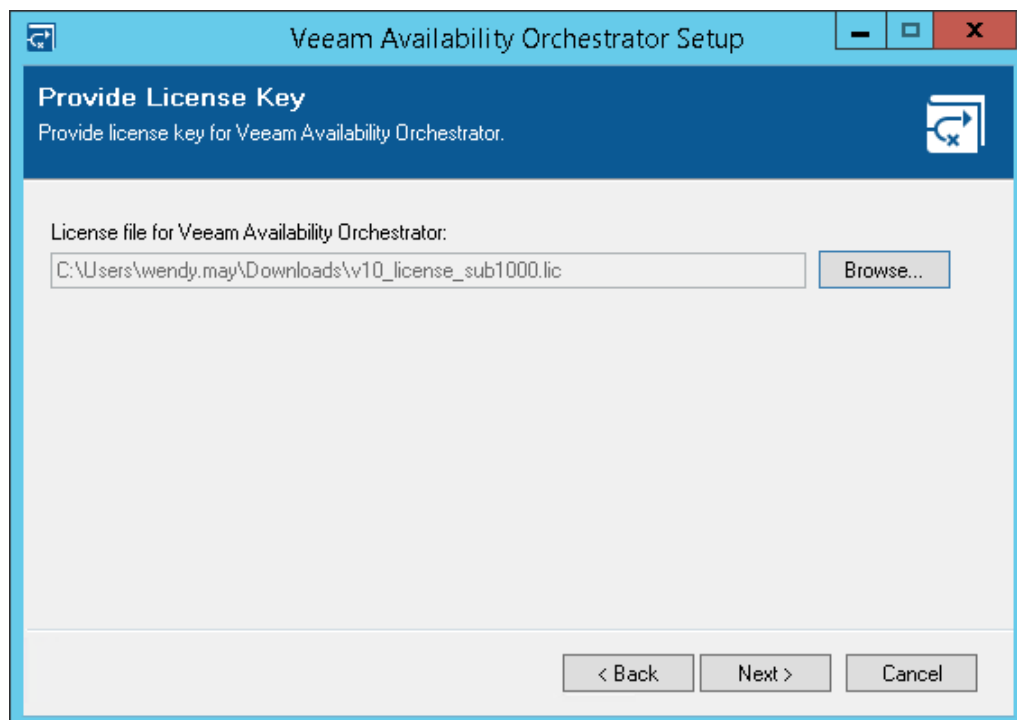 Veeam Availability Orchestrator Setup
Provide License Key
Provide license key for Veeam Availability Orchestrator.
License file for Veeam Availability Orchestrator:
C:\Users\wendy.may\Downloads\v10_license_sub1000.lic
Browse...
< Back
Next >
Cancel